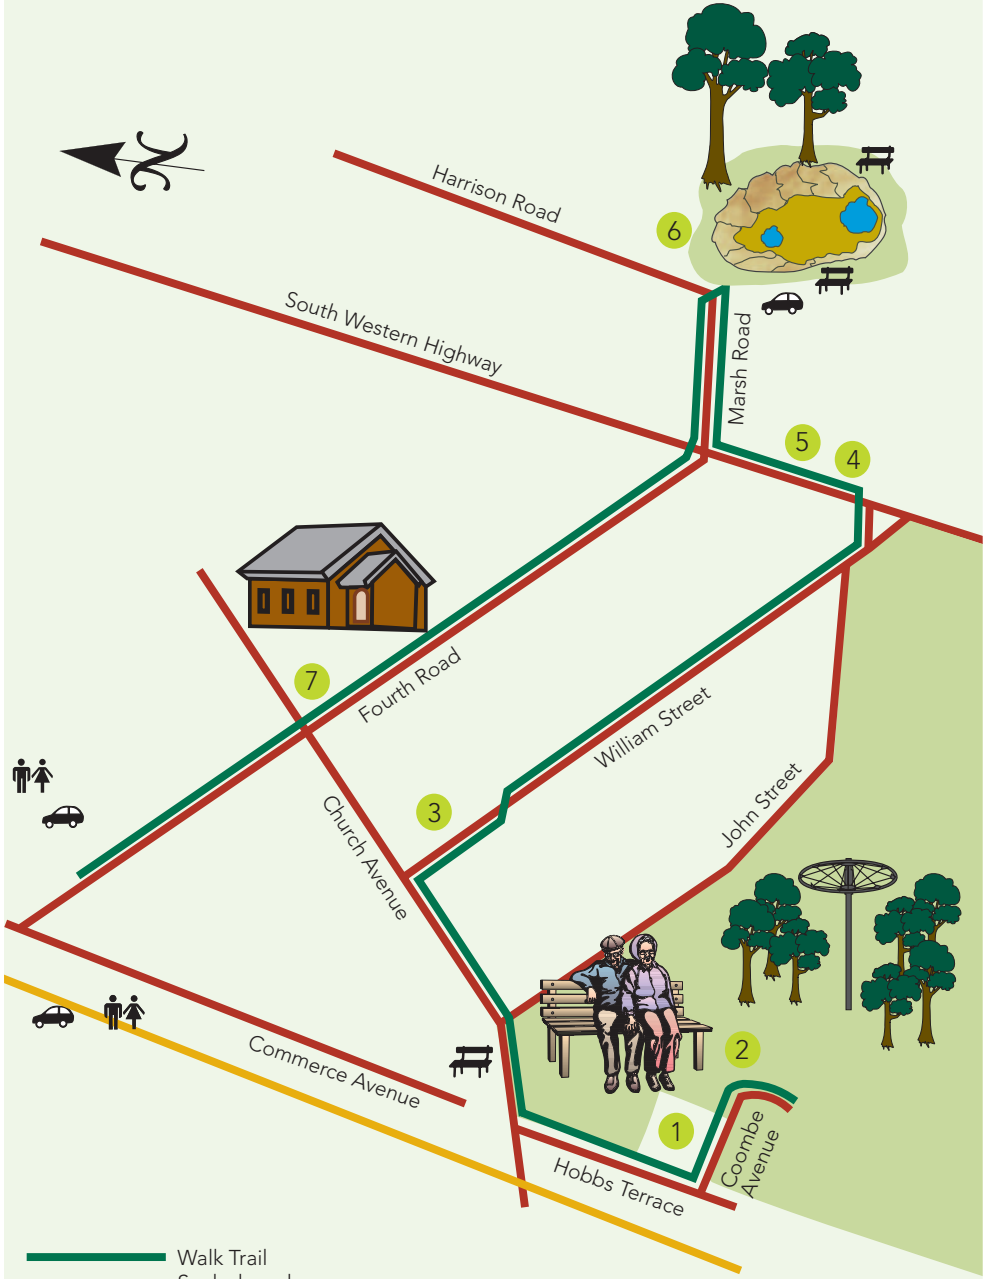 Harrison Road
6
South Western Highway
Marsh Road
5
4
7
Fourth Road
William Street
3
Church Avenue
John Street
2
Commerce Avenue
1
Coombe
Avenue
Hobbs Terrace
Walk Trail